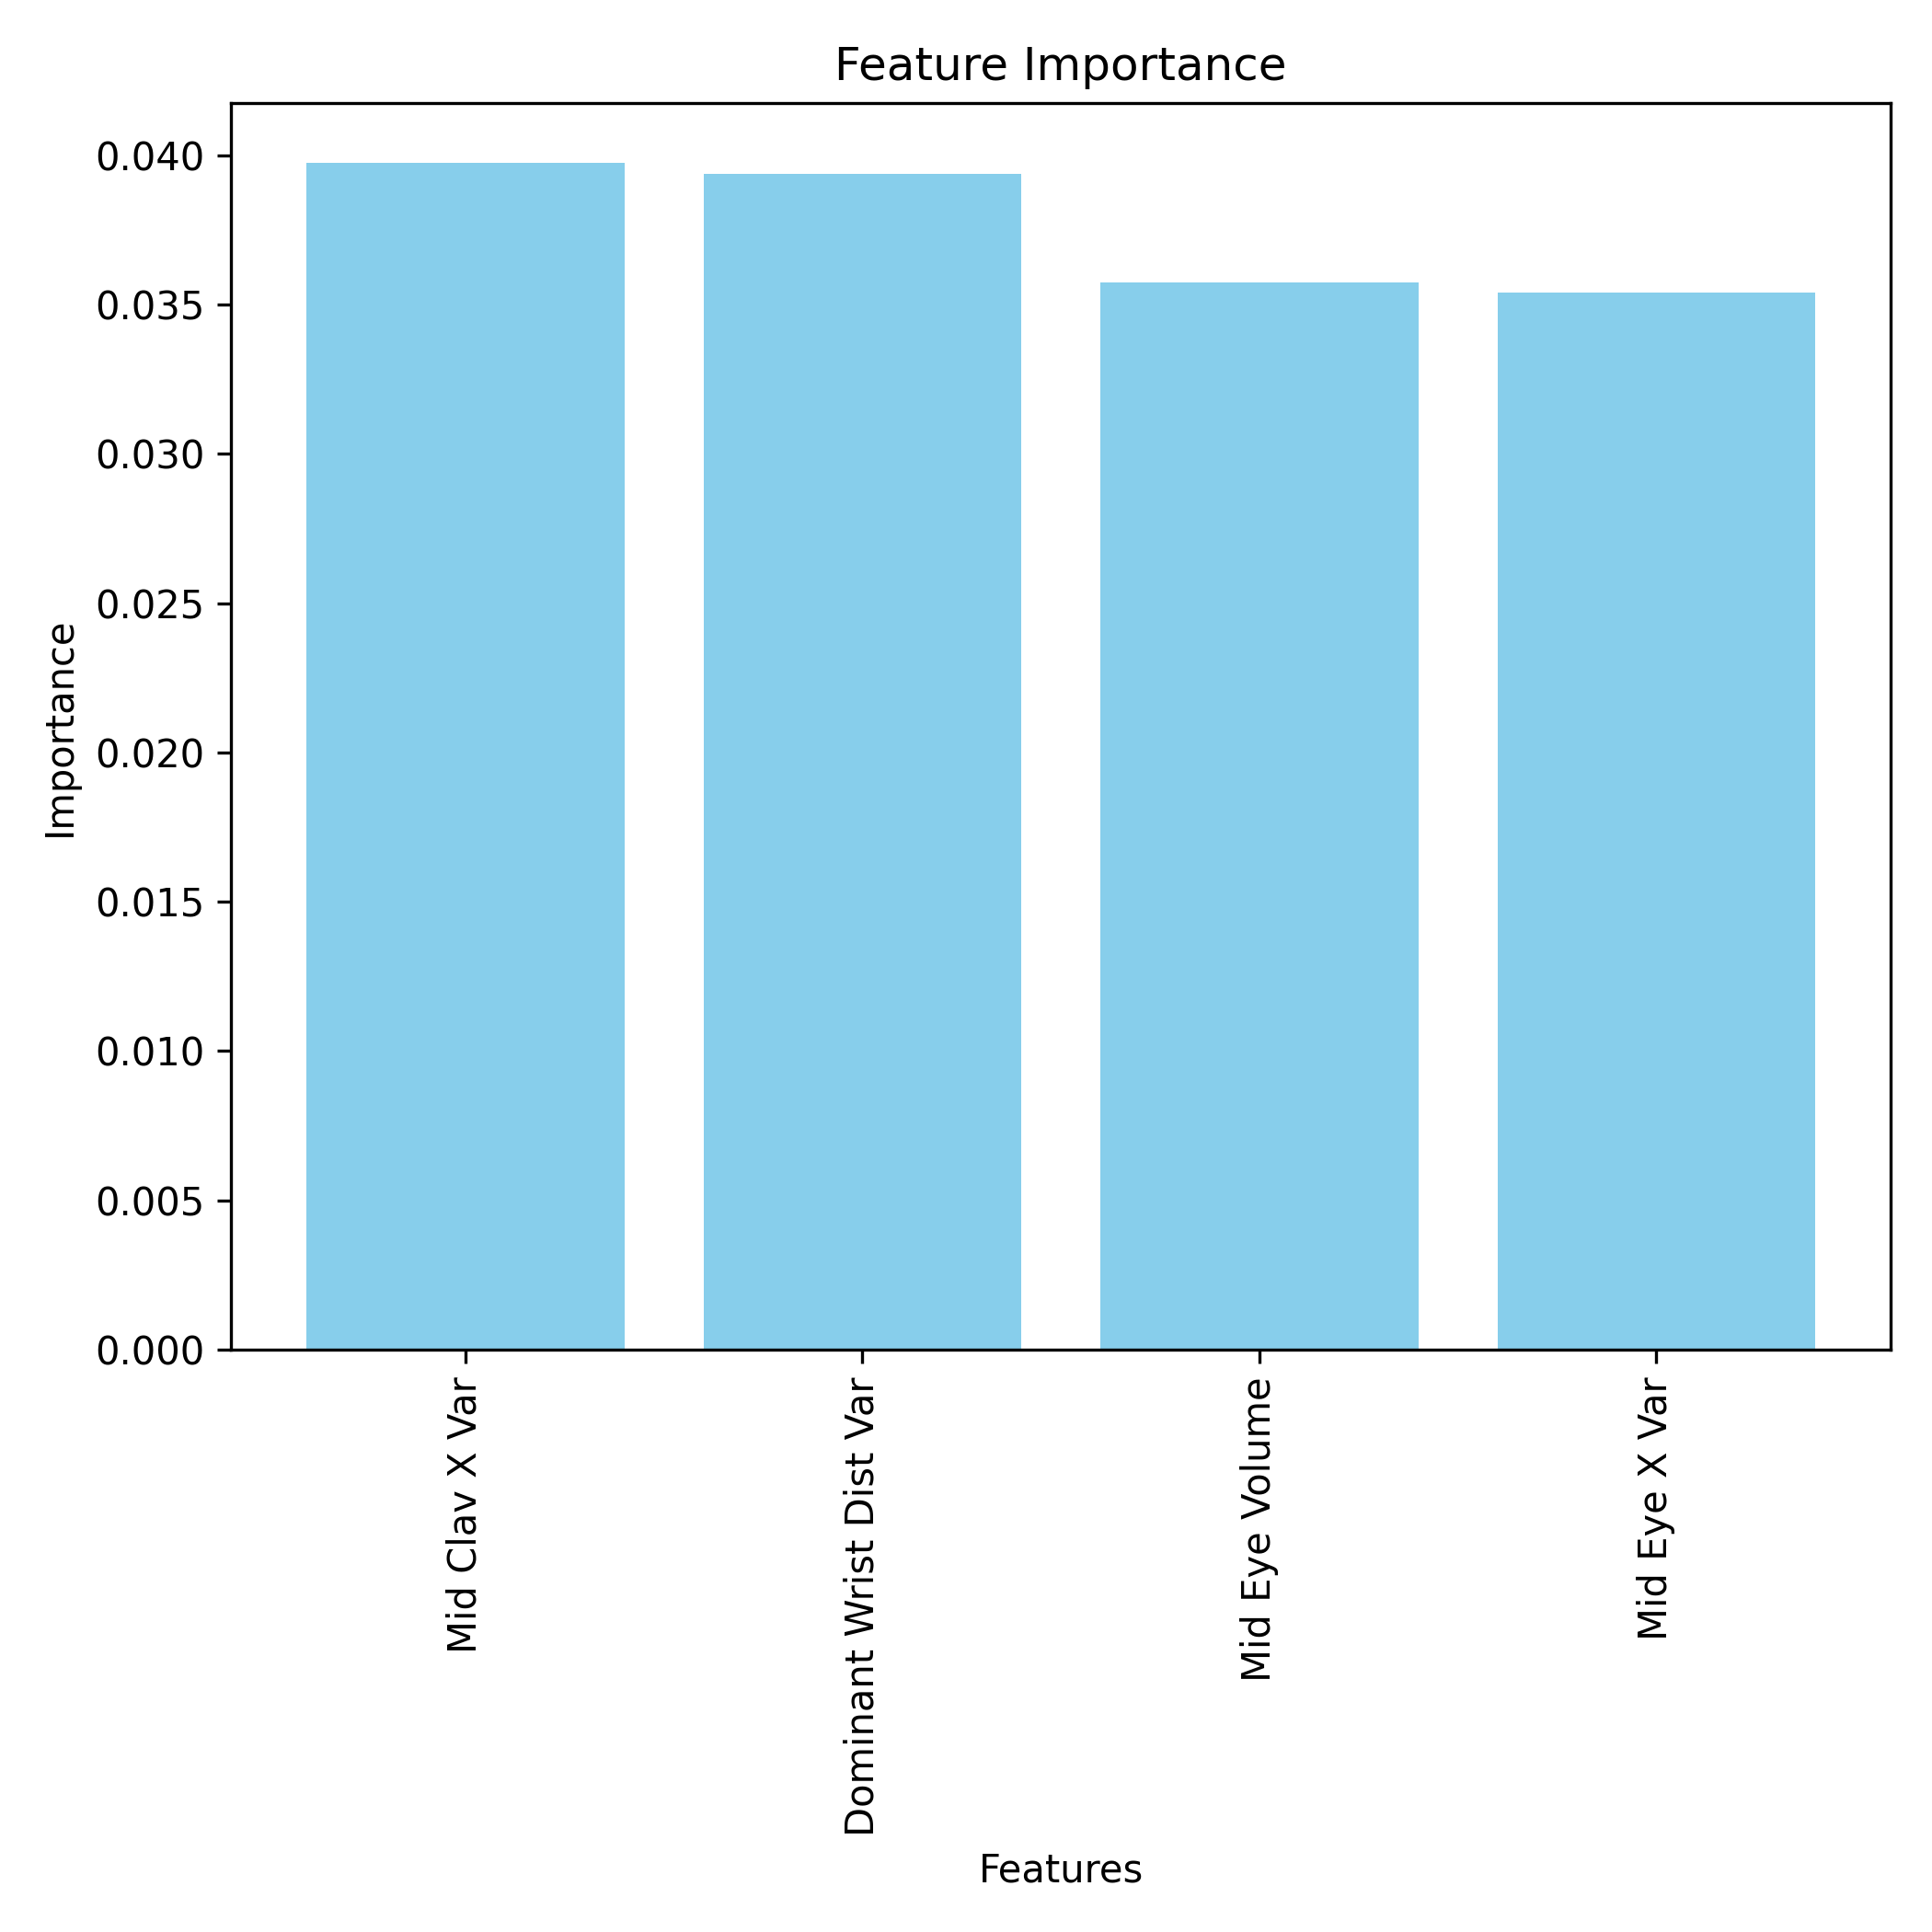 Feature Importance
Importance
0.040
0.035
0.030
0.025
0.020
0.015
0.010
0.005
0.000
Mid Clav X Var
Dominant Wrist Dist Var
Mid Eye Volume
Mid Eye X Var
Features